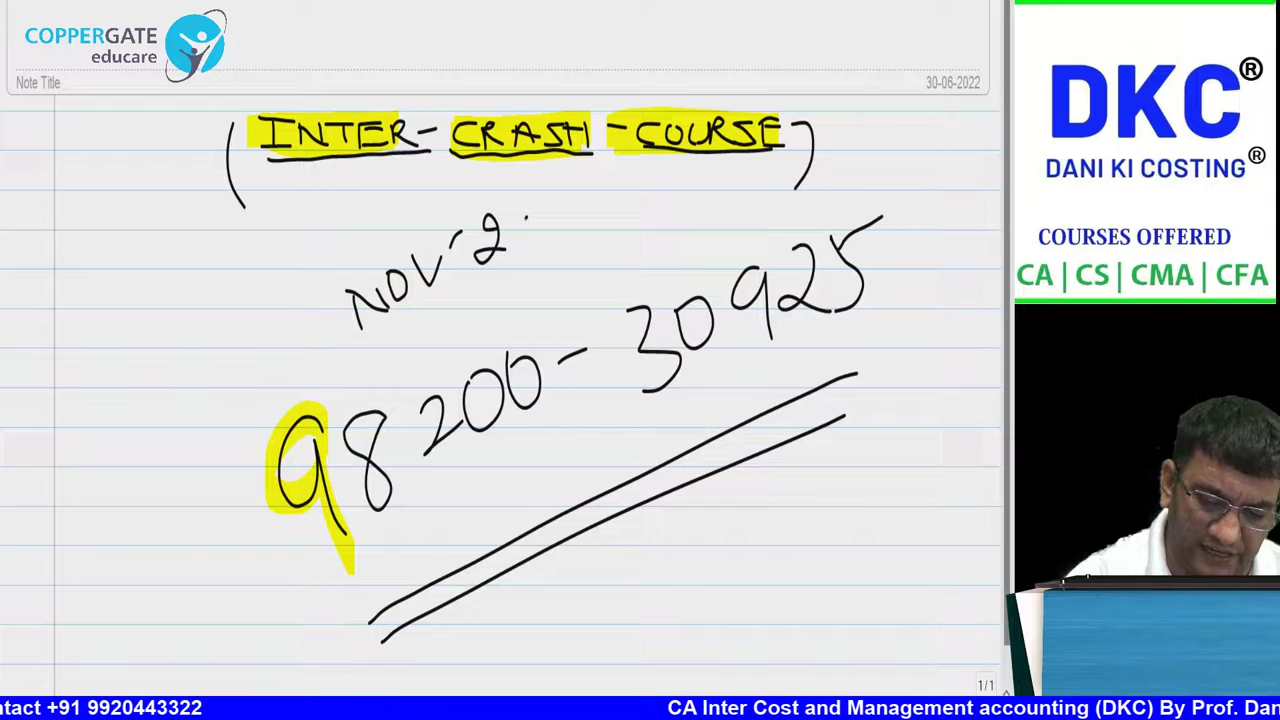 COPPERGATE
educare
Note Title
30-06-2022
(INTER-CRASH-COURSE)
NOV-2
98200-30925
1/1
DKC®
DANI KI COSTING®
COURSES OFFERED
CA | CS | CMA | CFA
ntact +91 9920443322 CA Inter Cost and Management accounting (DKC) By Prof. Dan